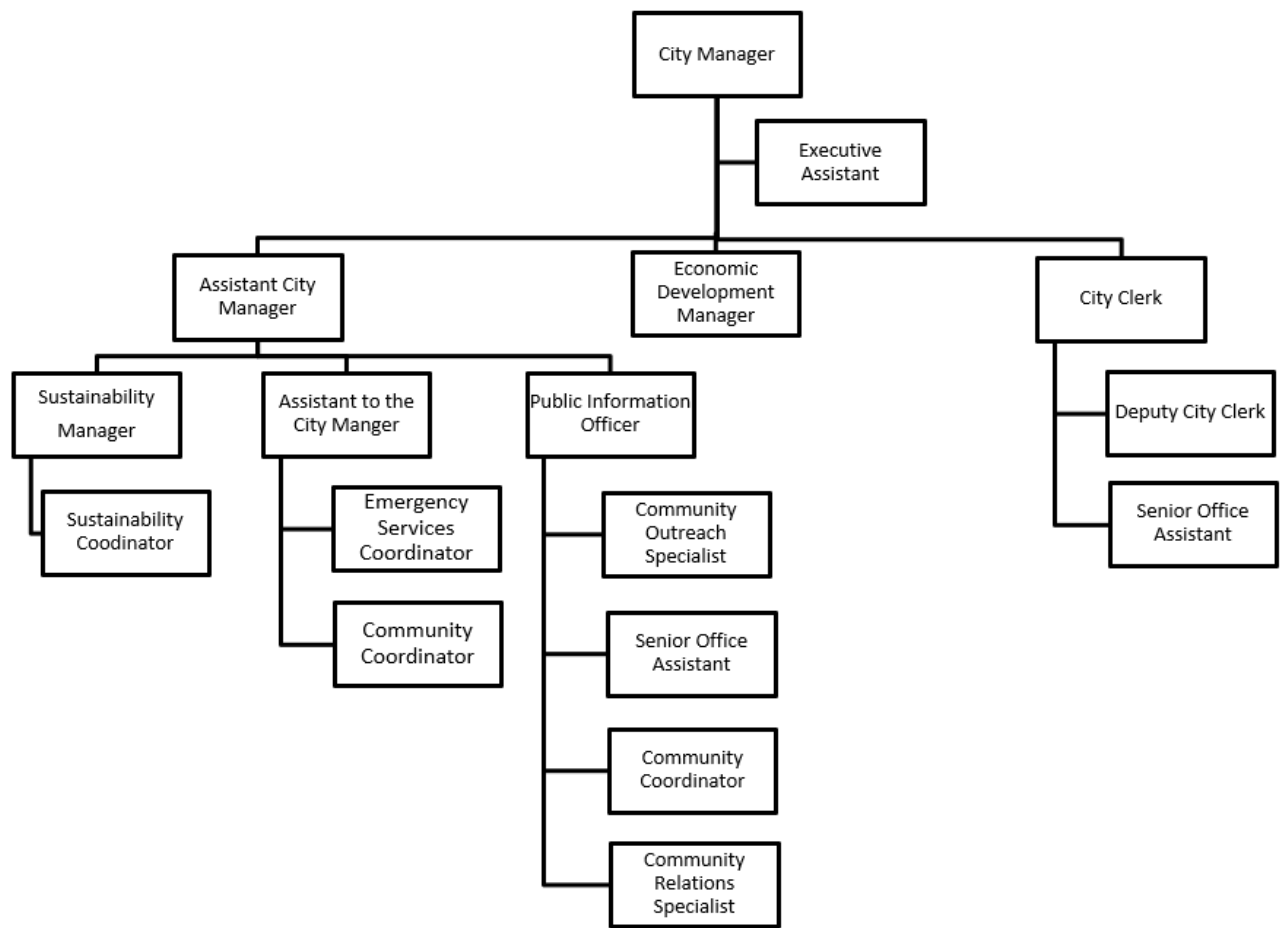 City Manager
Executive
Assistant
Assistant City
Manager
Economic
Development
Manager
City Clerk
Sustainability
Manager
Assistant to the
City Manger
Public Information
Officer
Deputy City Clerk
Sustainability
Coodinator
Emergency
Services
Coordinator
Community
Outreach
Specialist
Senior Office
Assistant
Community
Coordinator
Senior Office
Assistant
Community
Coordinator
Community
Relations
Specialist